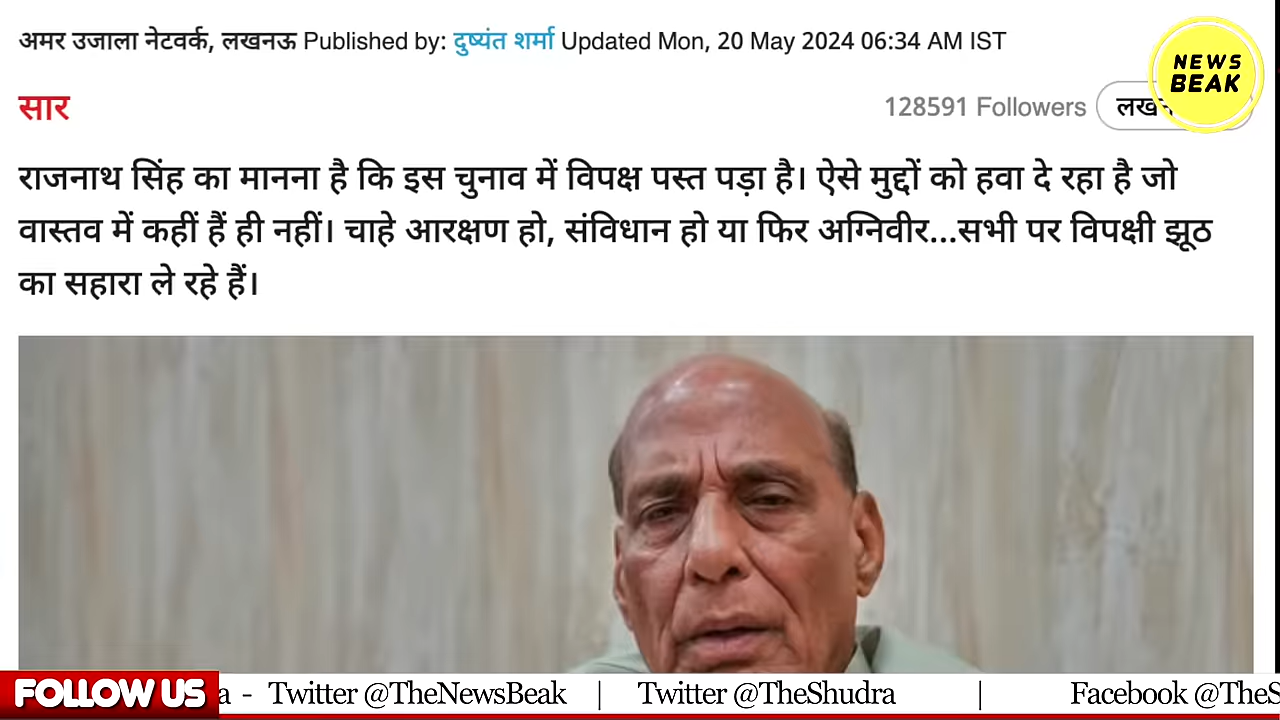 अमर उजाला नेटवर्क, लखनऊ Published by: दुष्यंत शर्मा Updated Mon, 20 May 2024 06:34 AM IST
NEWS
BEAK
सार
128591 Followers
राजनाथ सिंह का मानना है कि इस चुनाव में विपक्ष पस्त पड़ा है। ऐसे मुद्दों को हवा दे रहा है जो
वास्तव में कहीं हैं ही नहीं। चाहे आरक्षण हो, संविधान हो या फिर अग्निवीर...सभी पर विपक्षी झूठ
का सहारा ले रहे हैं।
FOLLOW US a - Twitter @TheNewsBeak | Twitter @TheShudra | Facebook @TheS